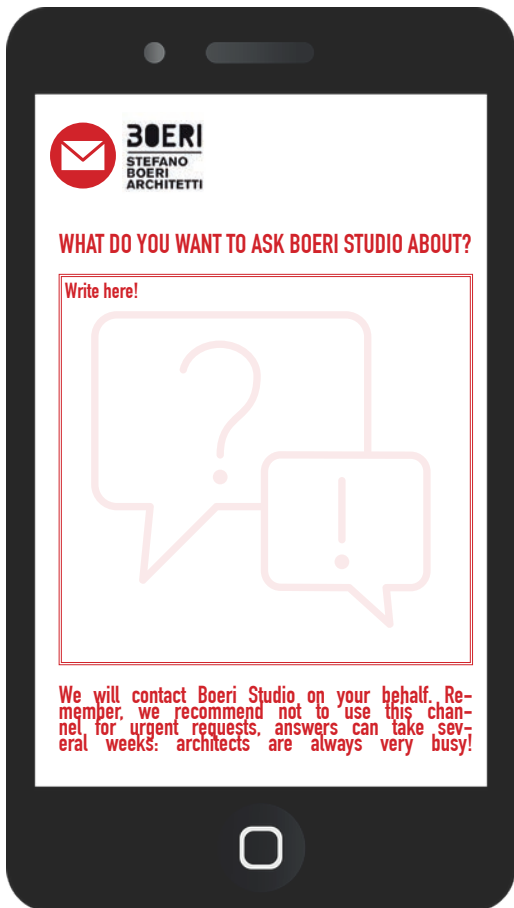 BOERI
STEFANO
BOERI
ARCHITETTI
WHAT DO YOU WANT TO ASK BOERI STUDIO ABOUT?
Write here!
?
!
We will contact Boeri Studio on your behalf. Re-
member, we recommend not to use this chan-
nel for urgent requests, answers can take sev-
eral weeks: architects are always very busy!